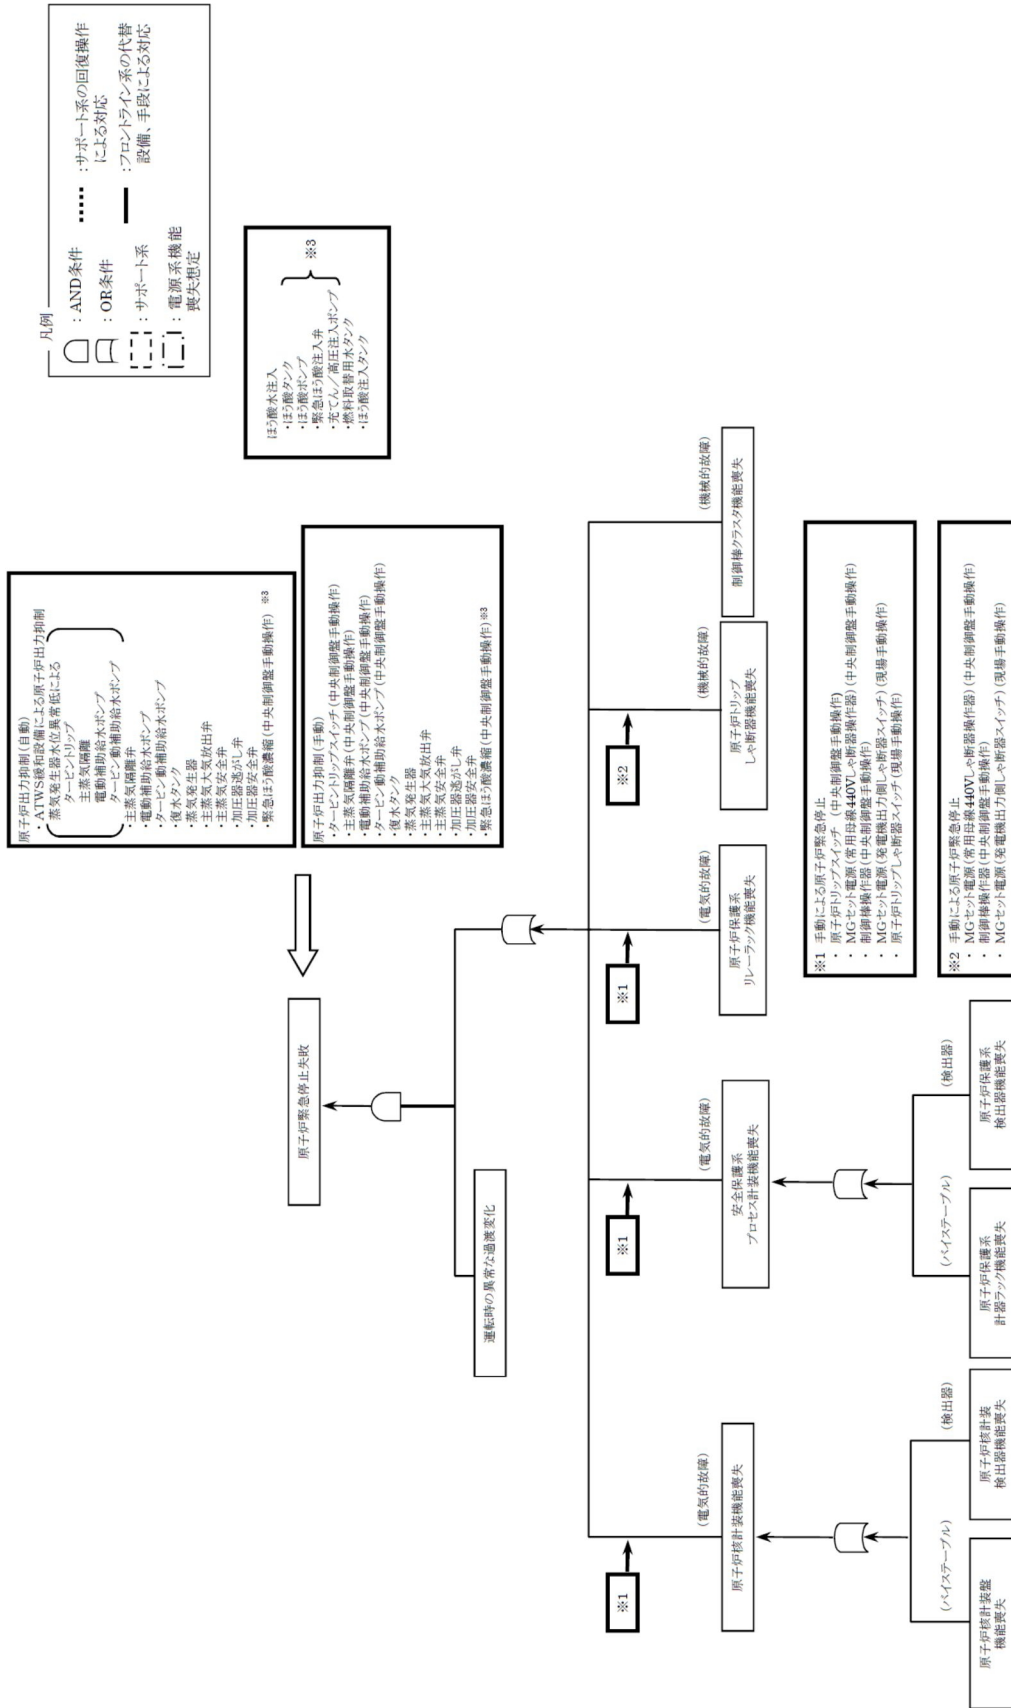 凡例
：AND条件
：OR条件
：サポート系
：電源系機能
喪失想定
：サポート系の回復操作
による対応
：フロントライン系の代替
設備、手段による対応
原子炉出力抑制(自動)
・ATWS緩和設備による原子炉出力抑制
蒸気発生器水位異常低による
タービントリップ
主蒸気隔離
電動補助給水ポンプ
タービン動補助給水ポンプ
・主蒸気隔離弁
・電動補助給水ポンプ
・タービン動補助給水ポンプ
・復水タンク
・蒸気発生器
・主蒸気大気放出弁
・主蒸気安全弁
・加圧器逃がし弁
・加圧器安全弁
・緊急ほう酸濃縮(中央制御盤手動操作) ※3
原子炉出力抑制(手動)
・タービントリップスイッチ(中央制御盤手動操作)
・主蒸気隔離弁(中央制御盤手動操作)
・電動補助給水ポンプ(中央制御盤手動操作)
・タービン動補助給水ポンプ(中央制御盤手動操作)
・復水タンク
・蒸気発生器
・主蒸気大気放出弁
・主蒸気安全弁
・加圧器逃がし弁
・加圧器安全弁
・緊急ほう酸濃縮(中央制御盤手動操作)※3
ほう酸水注入
・ほう酸タンク
・ほう酸ポンプ
・緊急ほう酸注入弁
・充てん／高圧注入ポンプ
・燃料取替用水タンク
・ほう酸注入タンク
※3
原子炉緊急停止失敗
運転時の異常な過渡変化
※1
※1
※1
※2
(電気的故障)
原子炉核計装機能喪失
(電気的故障)
安全保護系
プロセス計装機能喪失
(電気的故障)
原子炉保護系
リレーラック機能喪失
(機械的故障)
原子炉トリップ
しゃ断器機能喪失
(機械的故障)
制御棒クラスタ機能喪失
(バイステーブル)
原子炉核計装盤
機能喪失
(検出器)
原子炉核計装
検出器機能喪失
(バイステーブル)
原子炉保護系
計器ラック機能喪失
(検出器)
原子炉保護系
検出器機能喪失
※1 手動による原子炉緊急停止
・ 原子炉トリップスイッチ (中央制御盤手動操作)
・ MGセット電源(常用母線440Vしゃ断器操作器)(中央制御盤手動操作)
・ 制御棒操作器(中央制御盤手動操作)
・ MGセット電源(発電機出力側しゃ断器スイッチ)(現場手動操作)
・ 原子炉トリップしゃ断器スイッチ(現場手動操作)
※2 手動による原子炉緊急停止
・ MGセット電源(常用母線440Vしゃ断器操作器)(中央制御盤手動操作)
・ 制御棒操作器(中央制御盤手動操作)
・ MGセット電源(発電機出力側しゃ断器スイッチ)(現場手動操作)